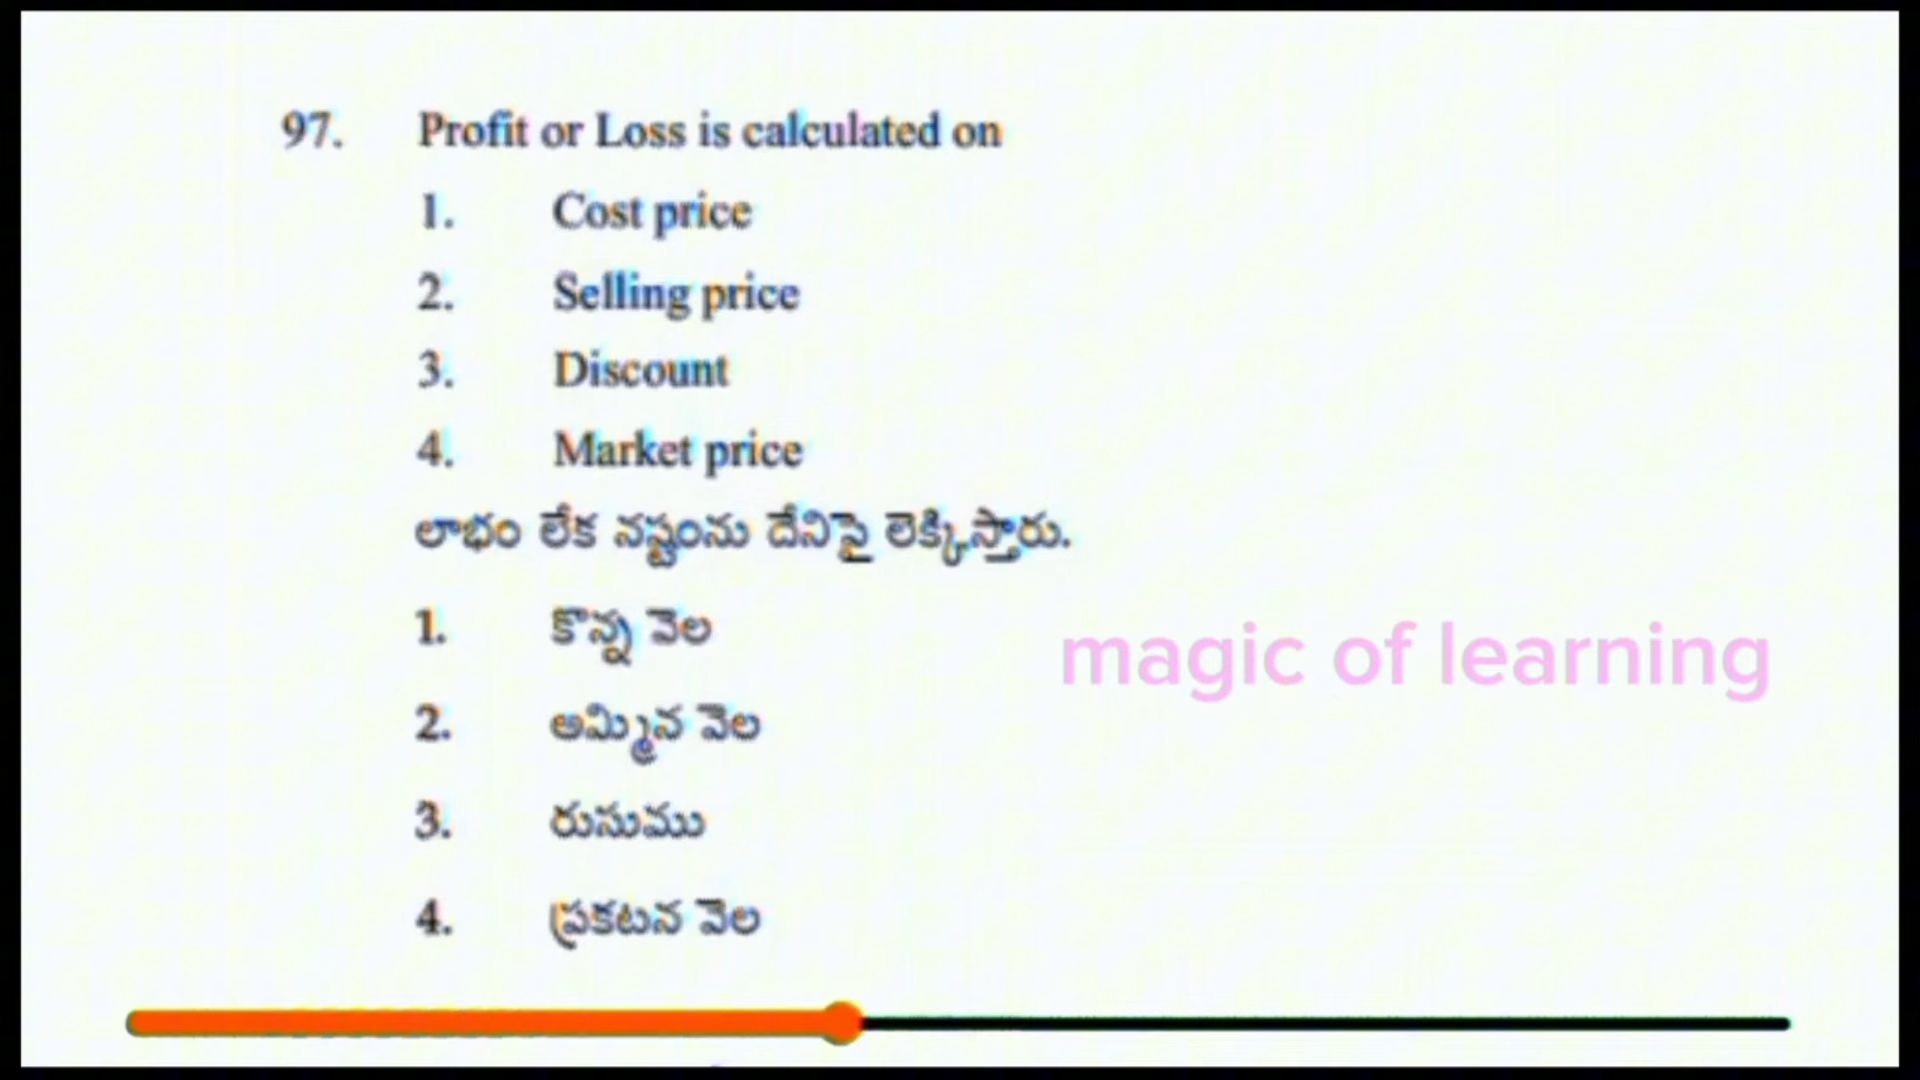 97. Profit or Loss is calculated on
1. Cost price
2. Selling price
3. Discount
4. Market price
లాభం లేక నష్టంను దేనిపై లెక్కిస్తారు.
1. కొన్న వెల
2. అమ్మిన వెల
3. రుసుము
4. ప్రకటన వెల
magic of learning